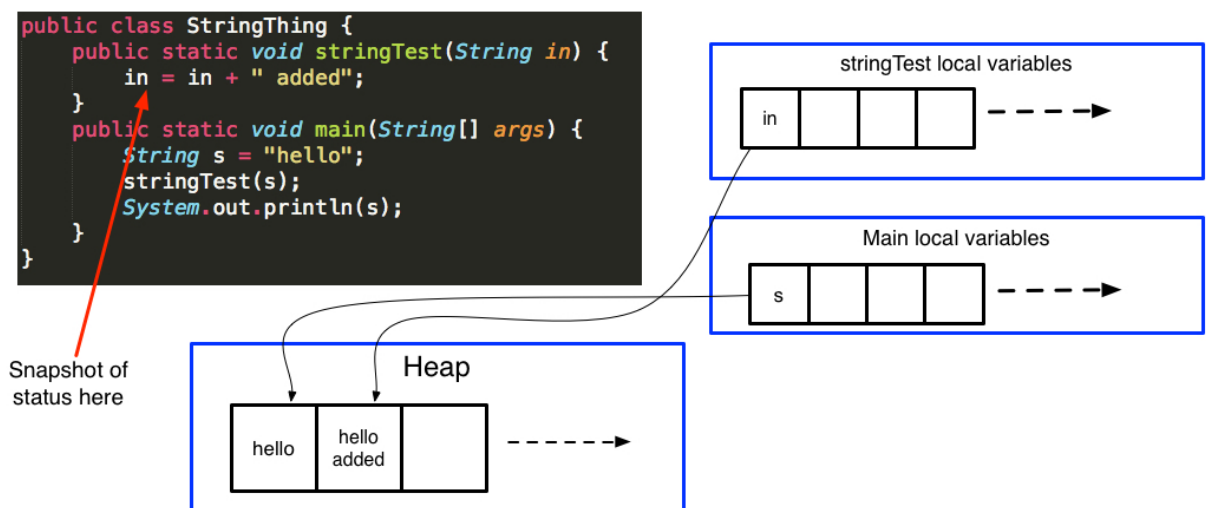 public class StringThing {
    public static void stringTest(String in) {
        in = in + " added";
    }
    public static void main(String[] args) {
        String s = "hello";
        stringTest(s);
        System.out.println(s);
    }
}
Snapshot of
status here
stringTest local variables
in
Main local variables
s
Heap
hello
hello
added